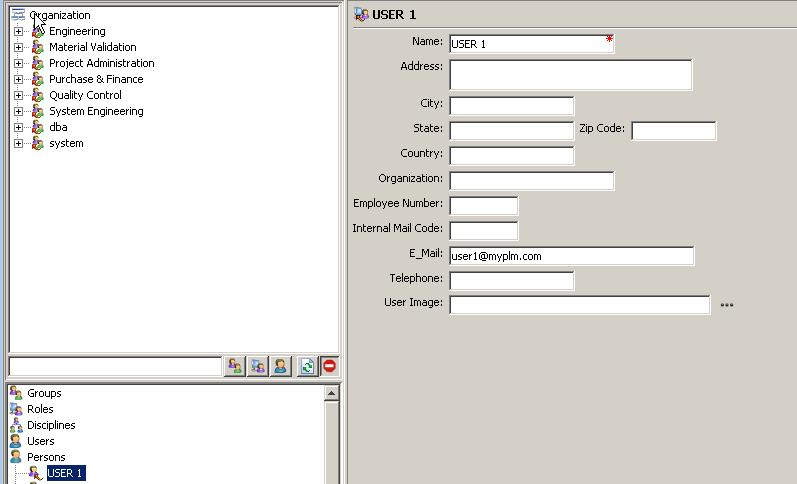 Organization
Engineering
Material Validation
Project Administration
Purchase & Finance
Quality Control
System Engineering
dba
system
Groups
Roles
Disciplines
Users
Persons
USER 1
USER 1
Name: USER 1 *
Address:
City:
State: Zip Code:
Country:
Organization:
Employee Number:
Internal Mail Code:
E_Mail: user1@myplm.com
Telephone:
User Image: ...